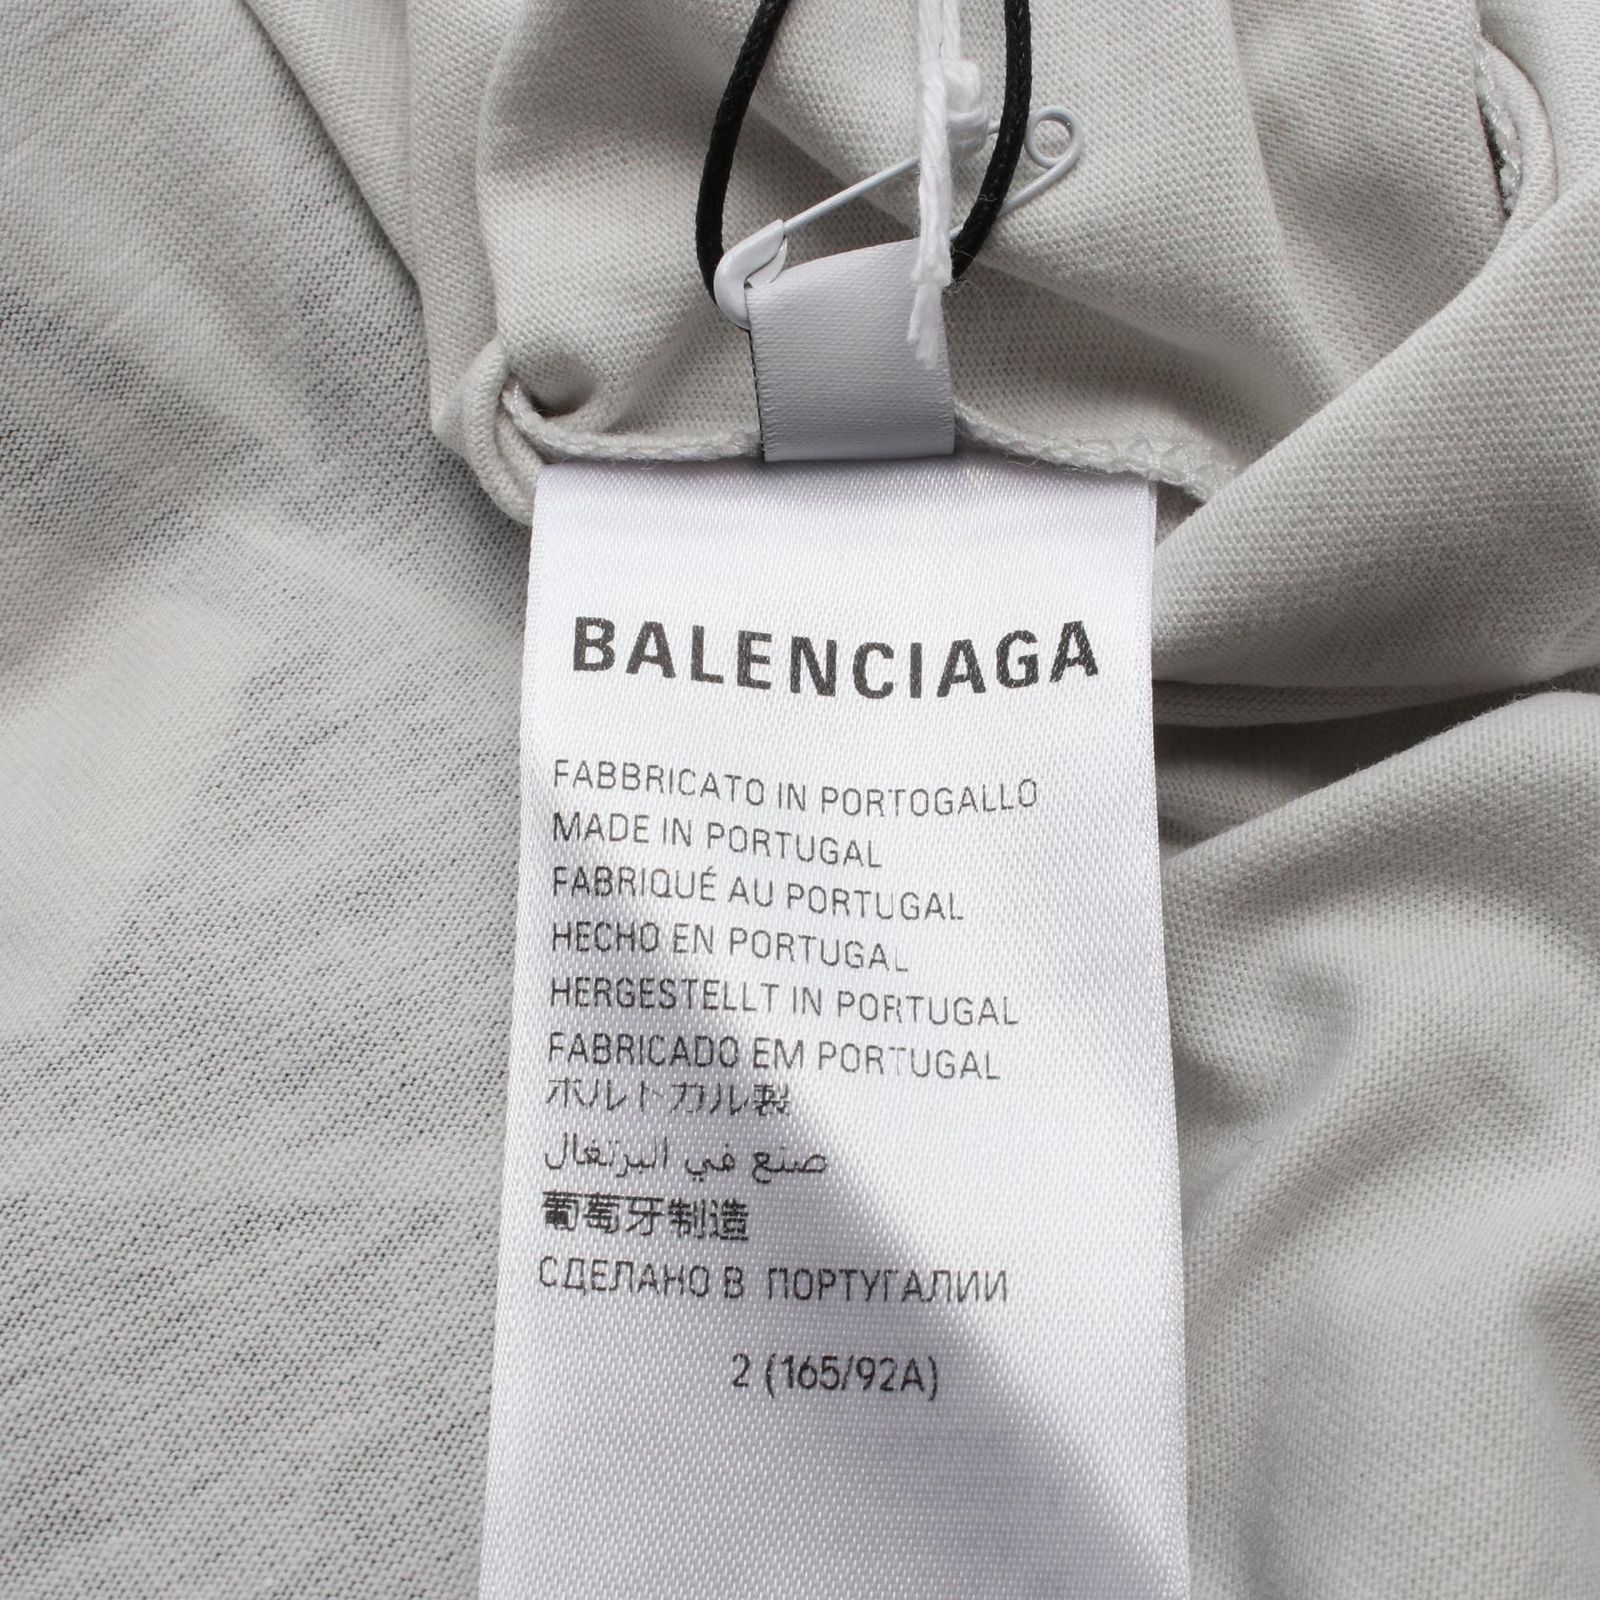 BALENCIAGA
FABBRICATO IN PORTOGALLO
MADE IN PORTUGAL
FABRIQUÉ AU PORTUGAL
HECHO EN PORTUGAL
HERGESTELLT IN PORTUGAL
FABRICADO EM PORTUGAL
ポルトガル製
صنع في البرتغال
葡萄牙制造
СДЕЛАНО В ПОРТУГАЛИИ
2 (165/92A)